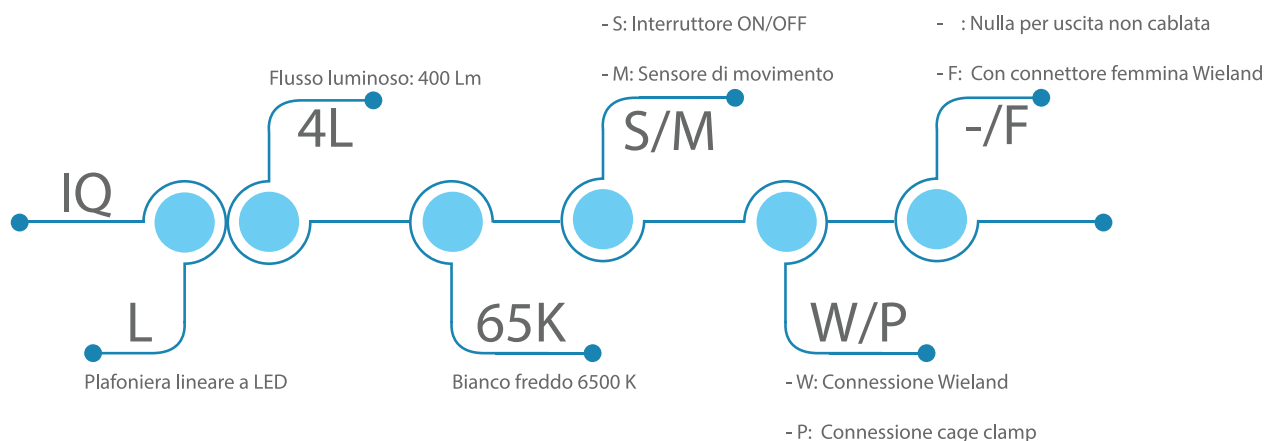 - S: Interruttore ON/OFF
-   : Nulla per uscita non cablata
Flusso luminoso: 400 Lm
- M: Sensore di movimento
- F:  Con connettore femmina Wieland
4L
S/M
-/F
IQ
L
65K
W/P
Plafoniera lineare a LED
Bianco freddo 6500 K
- W: Connessione Wieland
- P:  Connessione cage clamp